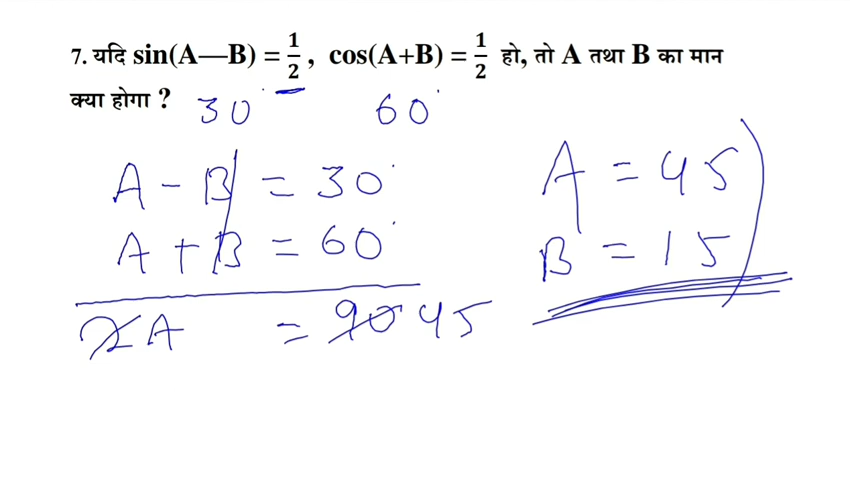 7. यदि sin(A—B) = 1/2 , cos(A+B) = 1/2 हो, तो A तथा B का मान
क्या होगा ? 30° 60°
A - B = 30°
A + B = 60°
2A = 90 45
A = 45
B = 15